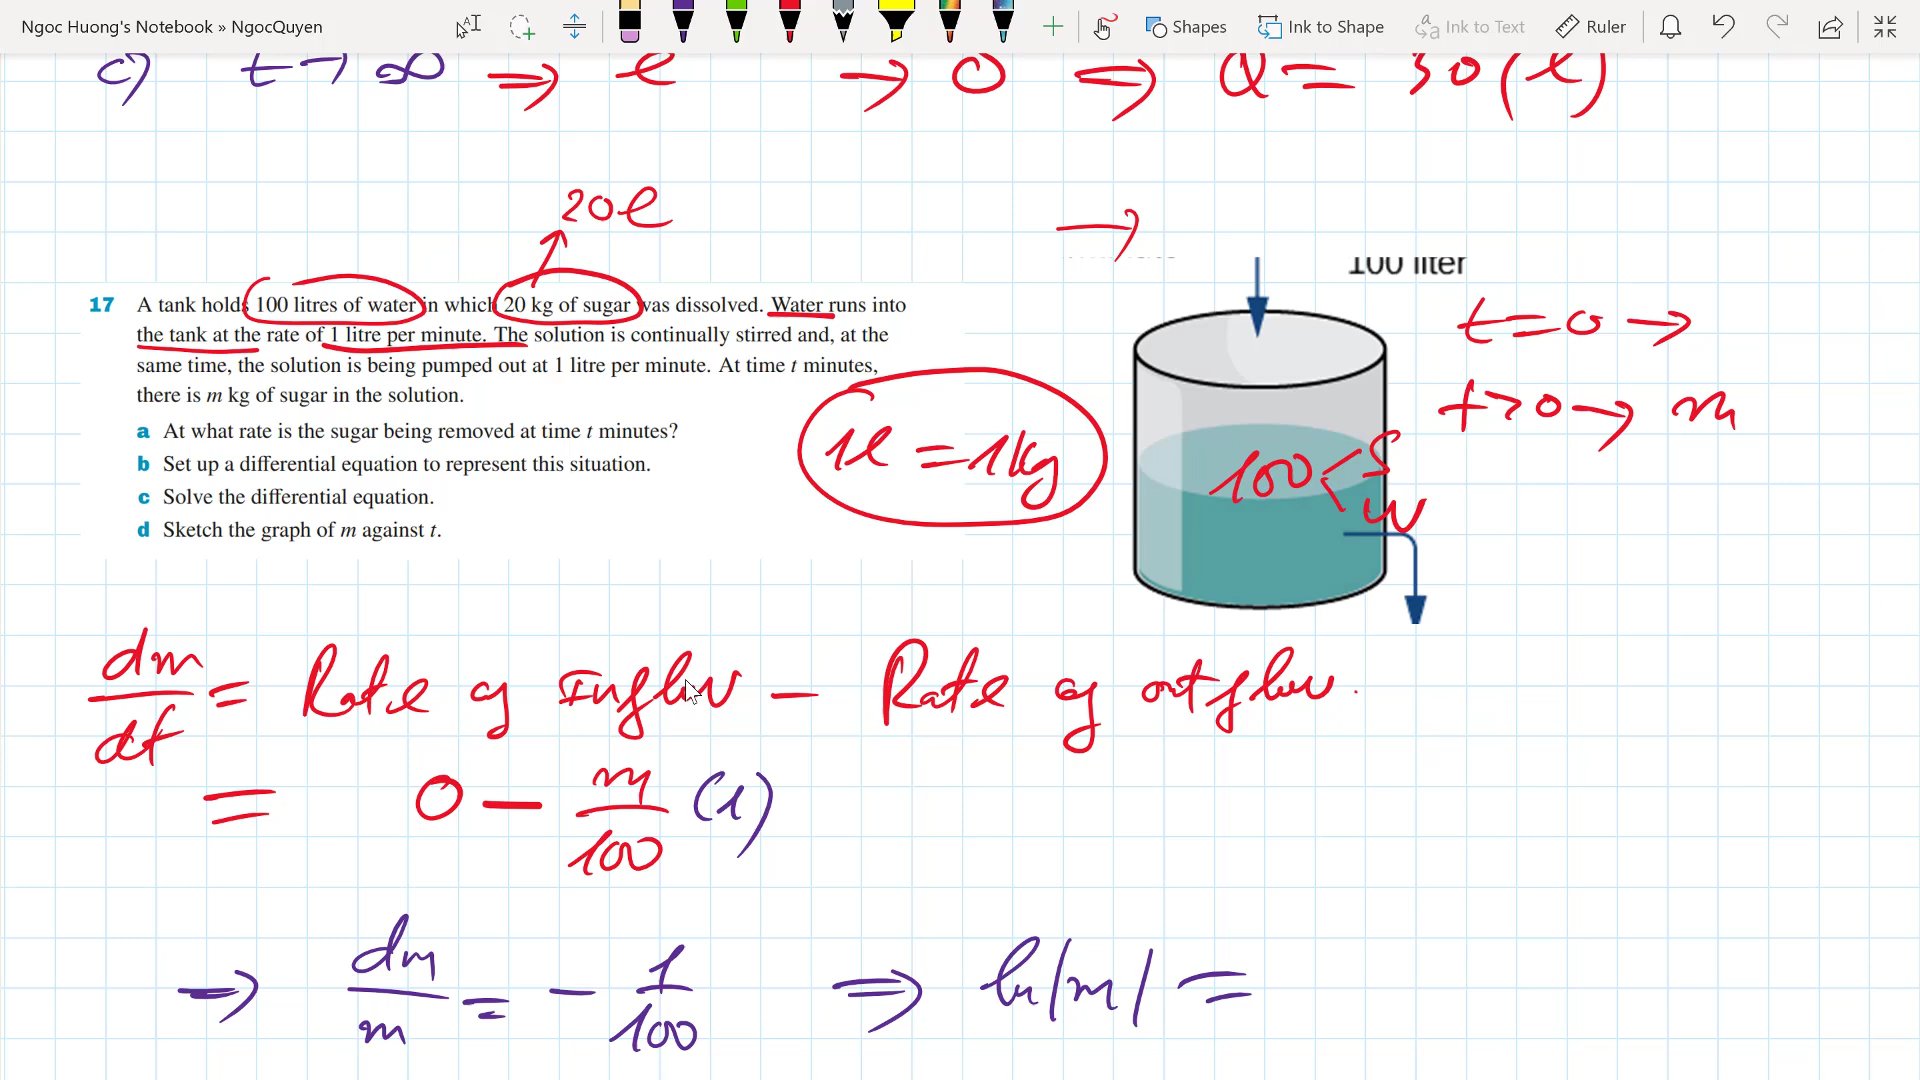 Ngoc Huong's Notebook » NgocQuyen
Shapes
Ink to Shape
Ink to Text
Ruler
c) t → ∞ ⇒ e → 0 ⇒ Q = 50 (l)
20l
100 liter
17 A tank holds 100 litres of water in which 20 kg of sugar was dissolved. Water runs into
the tank at the rate of 1 litre per minute. The solution is continually stirred and, at the
same time, the solution is being pumped out at 1 litre per minute. At time t minutes,
there is m kg of sugar in the solution.
a At what rate is the sugar being removed at time t minutes?
b Set up a differential equation to represent this situation.
c Solve the differential equation.
d Sketch the graph of m against t.
1l = 1kg
t = 0 →
t > 0 → m
100 < S
W
dm/dt = Rate of Inflow − Rate of outflow.
= 0 − m/100 (1)
⇒ dm/m = − 1/100 ⇒ ln|m| =